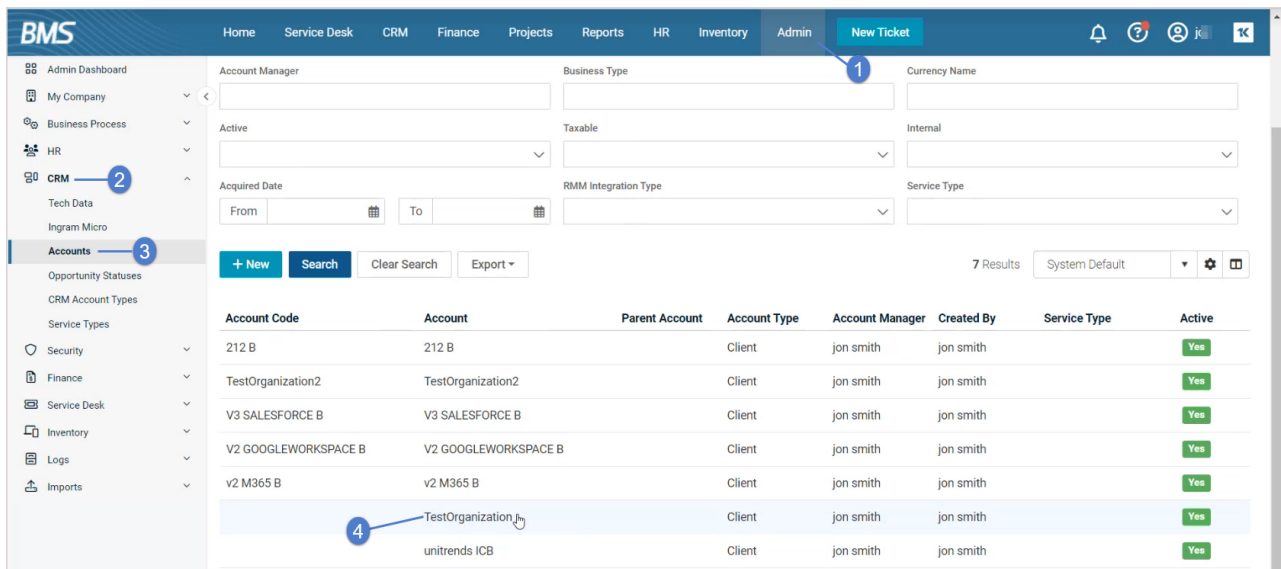 BMS
Home Service Desk CRM Finance Projects Reports HR Inventory Admin New Ticket
1
Admin Dashboard
My Company
Business Process
HR
CRM
2
Tech Data
Ingram Micro
Accounts
3
Opportunity Statuses
CRM Account Types
Service Types
Security
Finance
Service Desk
Inventory
Logs
Imports
Account Manager Business Type Currency Name
Active Taxable Internal
Acquired Date RMM Integration Type Service Type
From To
+ New Search Clear Search Export 7 Results System Default
Account Code Account Parent Account Account Type Account Manager Created By Service Type Active
212 B 212 B Client jon smith jon smith Yes
TestOrganization2 TestOrganization2 Client jon smith jon smith Yes
V3 SALESFORCE B V3 SALESFORCE B Client jon smith jon smith Yes
V2 GOOGLEWORKSPACE B V2 GOOGLEWORKSPACE B Client jon smith jon smith Yes
v2 M365 B v2 M365 B Client jon smith jon smith Yes
4 TestOrganization Client jon smith jon smith Yes
unitrends ICB Client jon smith jon smith Yes